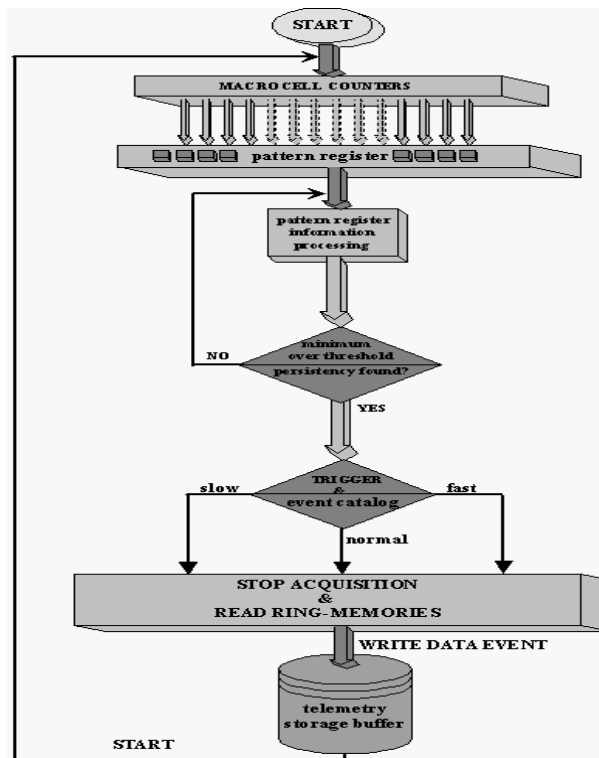 START
MACROCELL COUNTERS
pattern register
pattern register
information
processing
minimum
over threshold
persistency found?
NO
YES
TRIGGER
&
event catalog
slow
fast
normal
STOP ACQUISITION
&
READ RING-MEMORIES
WRITE DATA EVENT
telemetry
storage buffer
START